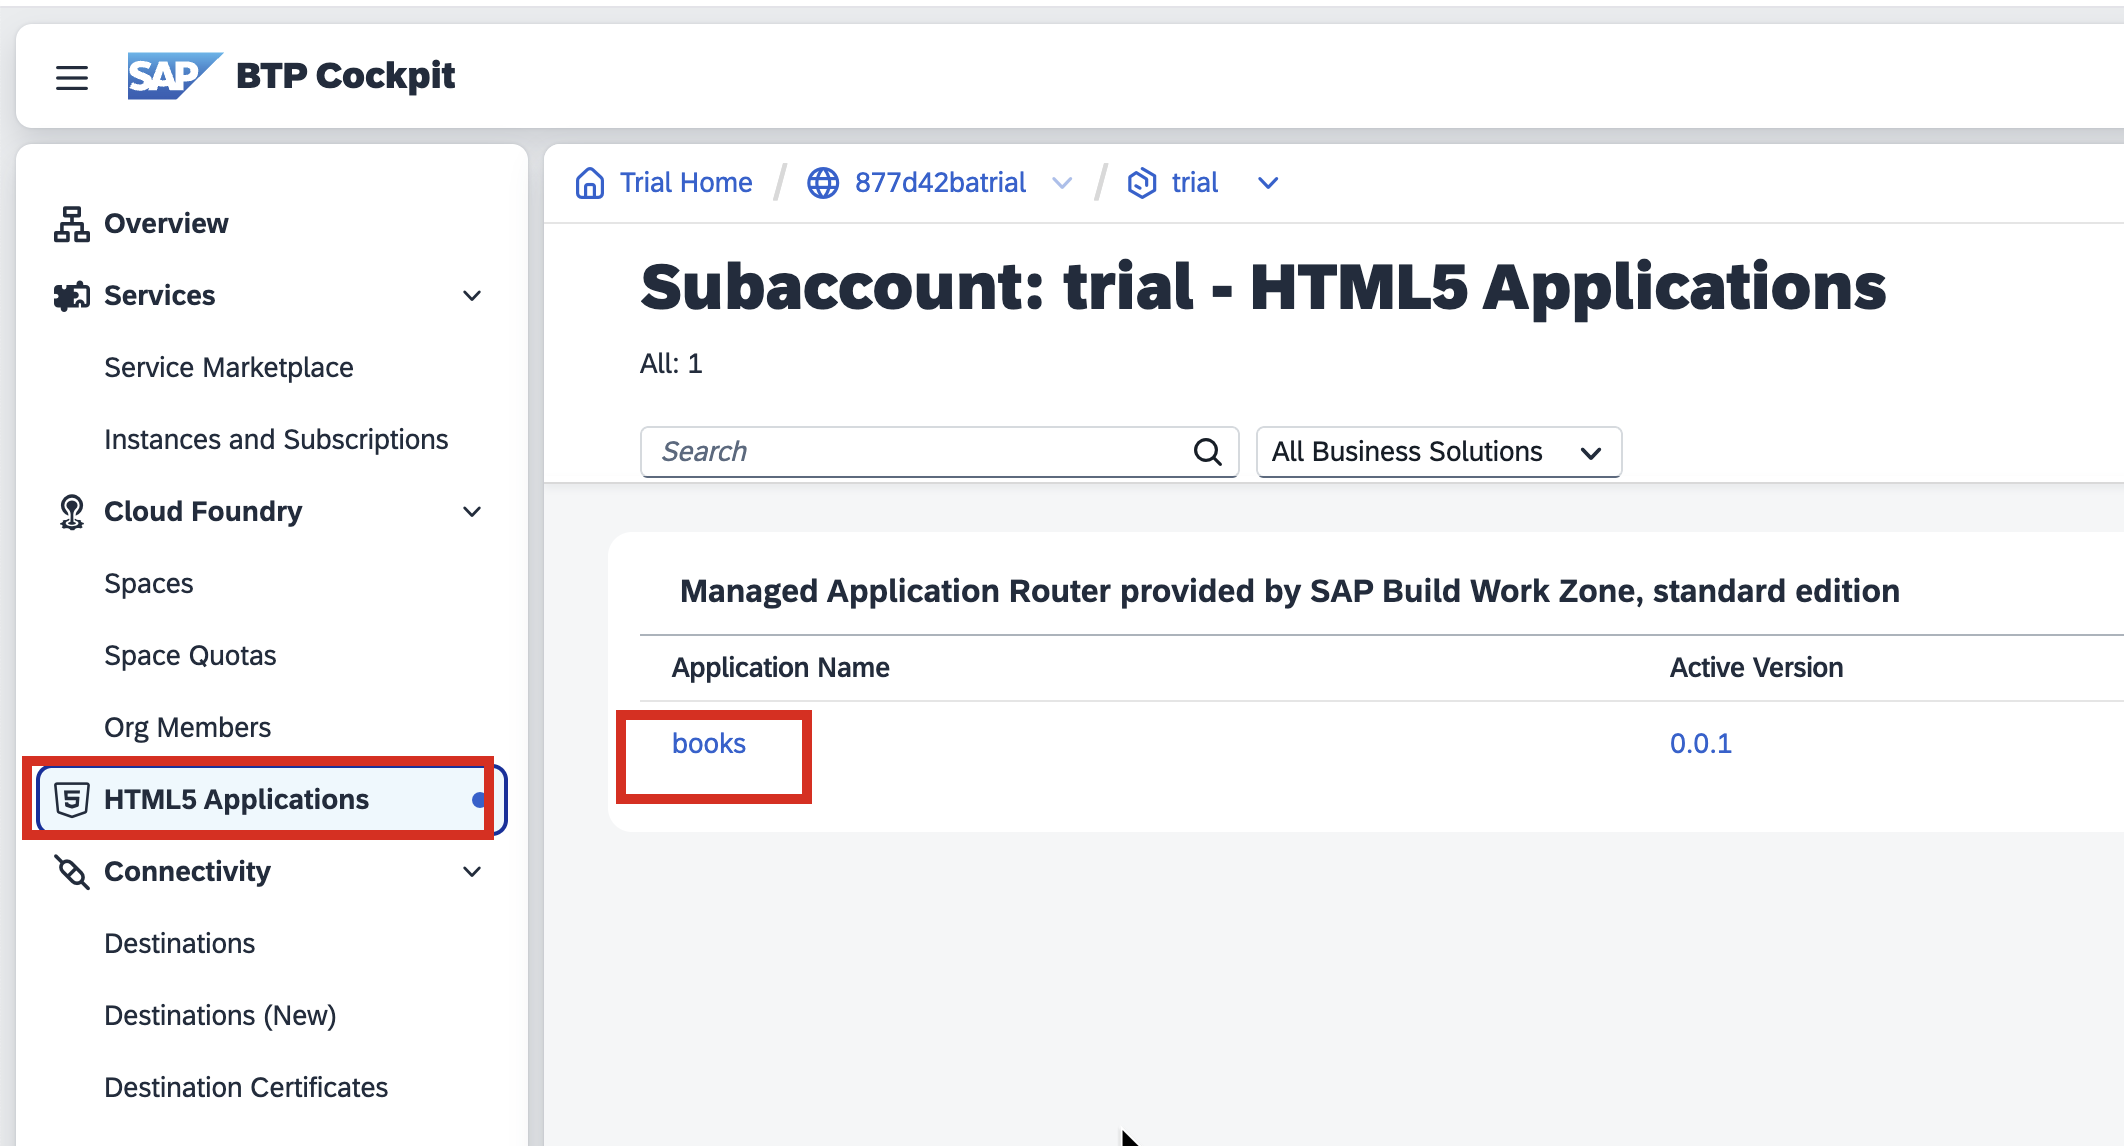 SAP BTP Cockpit
Overview
Services
Service Marketplace
Instances and Subscriptions
Cloud Foundry
Spaces
Space Quotas
Org Members
HTML5 Applications
Connectivity
Destinations
Destinations (New)
Destination Certificates
Trial Home / 877d42batrial / trial
Subaccount: trial - HTML5 Applications
All: 1
Search
All Business Solutions
Managed Application Router provided by SAP Build Work Zone, standard edition
Application Name Active Version
books 0.0.1